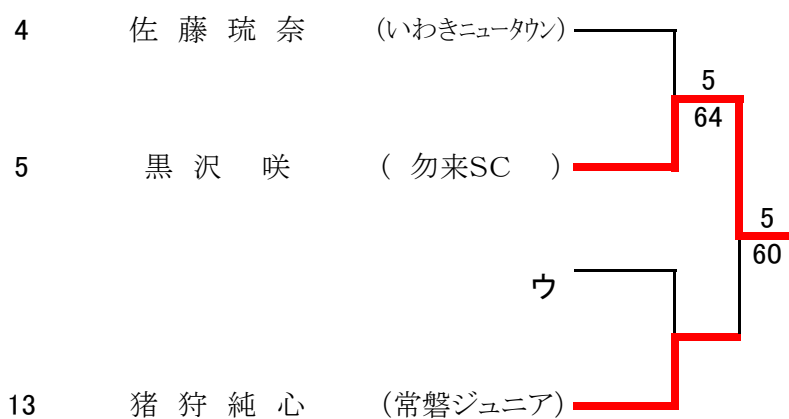 4 佐 藤 琉 奈 (いわきニュータウン)
5
64
5 黒 沢 咲 ( 勿来SC )
5
60
ウ
13 猪 狩 純 心 (常磐ジュニア)